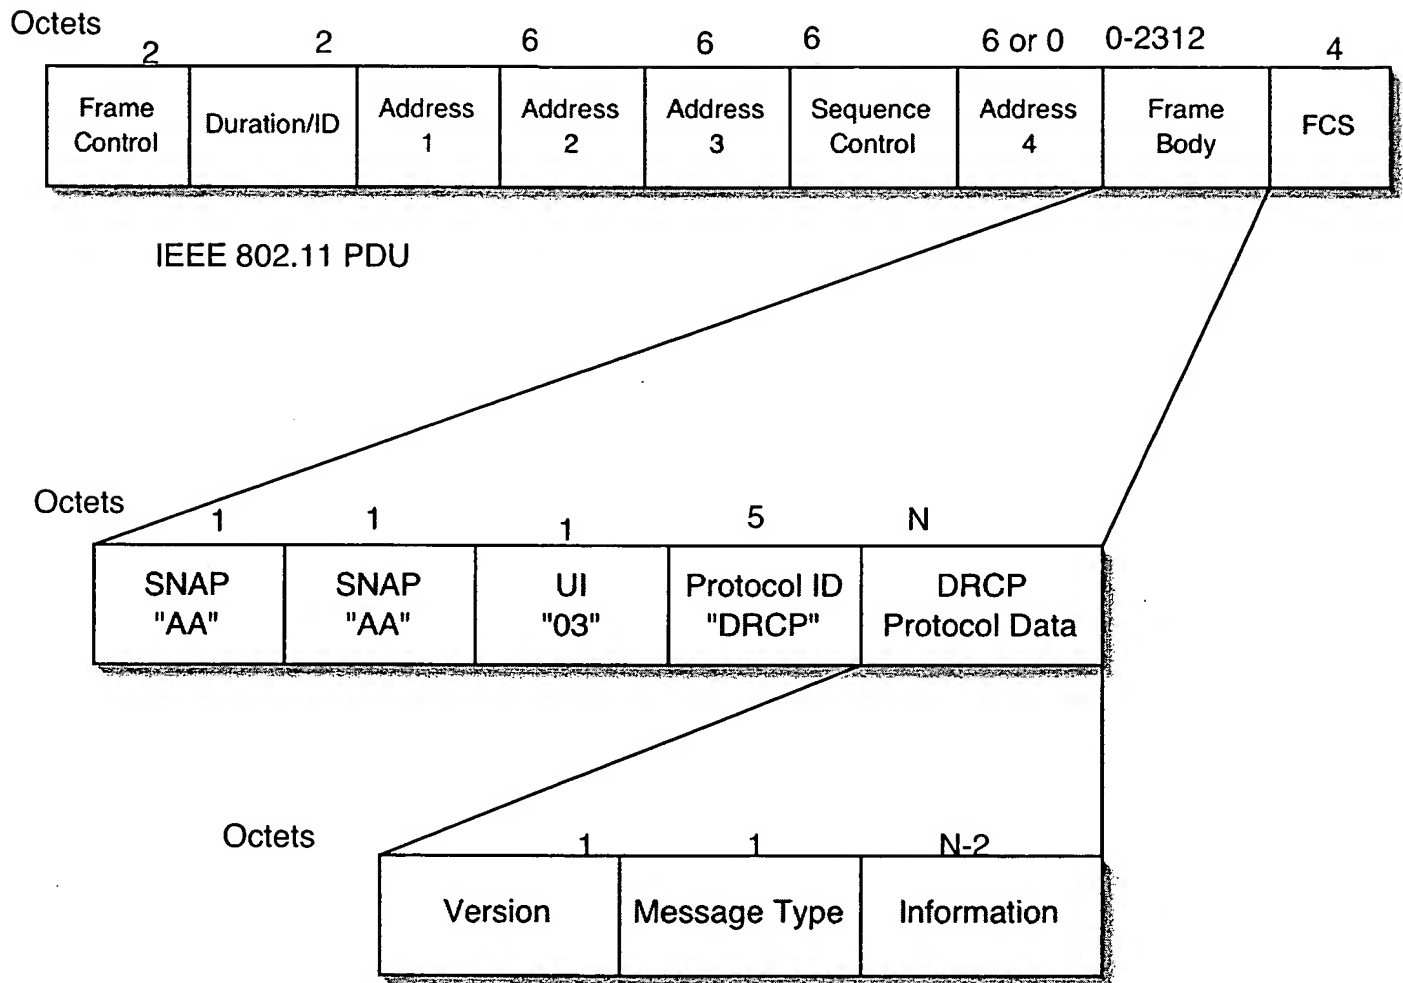 Octets
2 2 6 6 6 6 or 0 0-2312 4
Frame Control
Duration/ID
Address 1
Address 2
Address 3
Sequence Control
Address 4
Frame Body
FCS
IEEE 802.11 PDU
Octets
1 1 1 5 N
SNAP "AA"
SNAP "AA"
UI "03"
Protocol ID "DRCP"
DRCP Protocol Data
Octets
1 1 N-2
Version
Message Type
Information